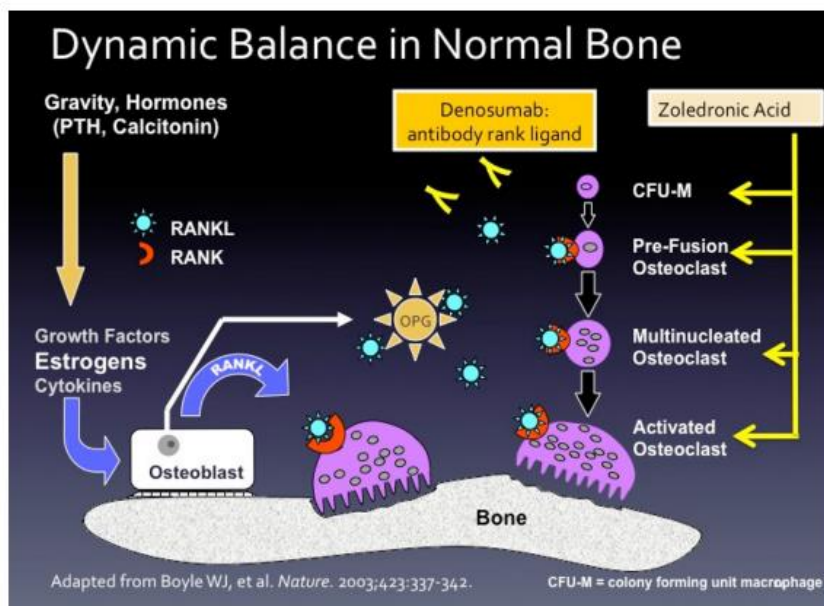 Dynamic Balance in Normal Bone
Gravity, Hormones
(PTH, Calcitonin)
Denosumab:
antibody rank ligand
Zoledronic Acid
CFU-M
RANKL
RANK
Pre-Fusion
Osteoclast
OPG
Growth Factors
Estrogens
Cytokines
RANKL
Multinucleated
Osteoclast
Activated
Osteoclast
Osteoblast
Bone
Adapted from Boyle WJ, et al. Nature. 2003;423:337-342.
CFU-M = colony forming unit macrophage